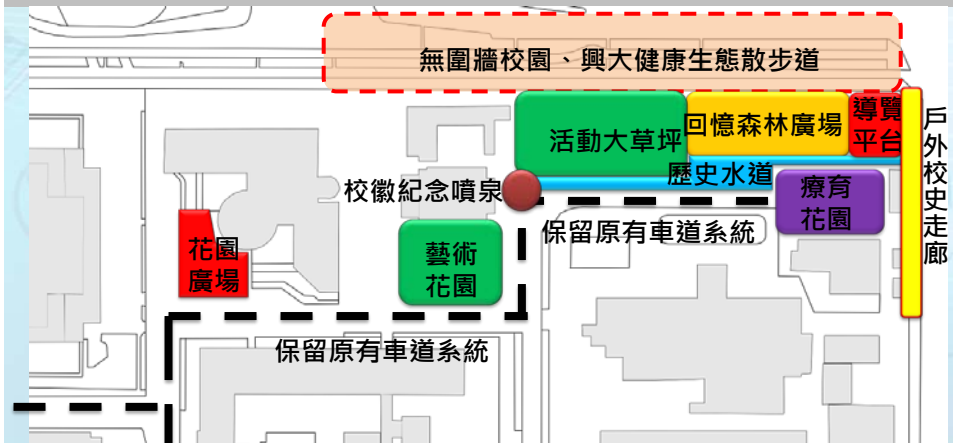 無圍牆校園、興大健康生態散步道
活動大草坪
回憶森林廣場
導覽
平台
戶外校史走廊
歷史水道
校徽紀念噴泉
療育
花園
保留原有車道系統
花園
廣場
藝術
花園
保留原有車道系統